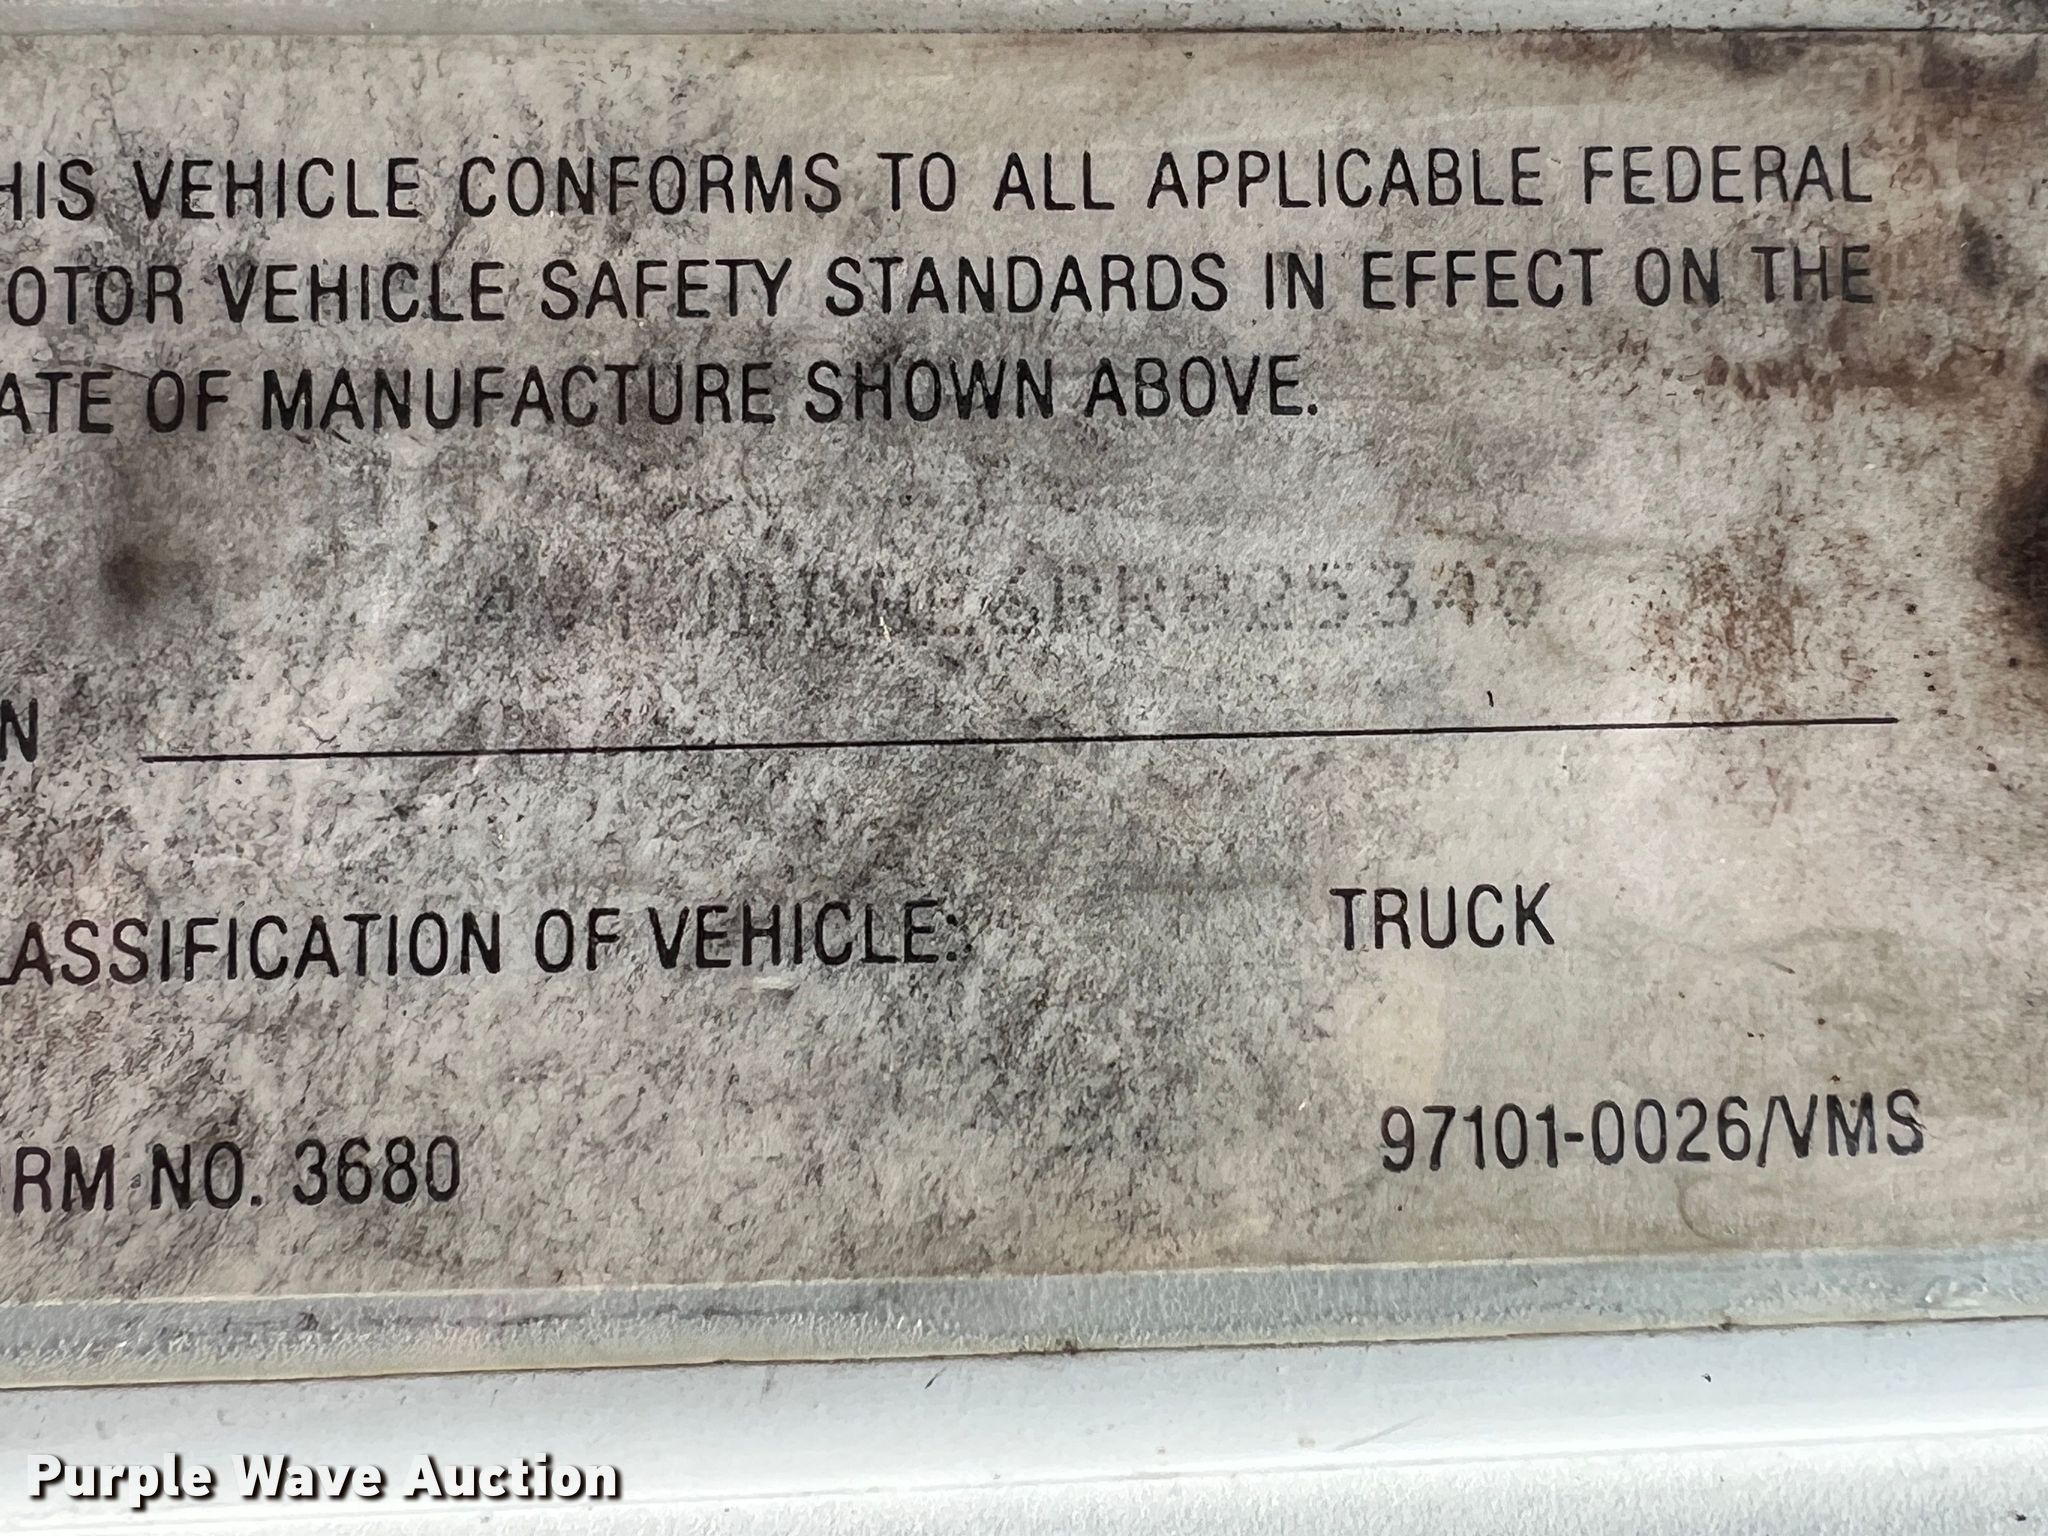 HIS VEHICLE CONFORMS TO ALL APPLICABLE FEDERAL
OTOR VEHICLE SAFETY STANDARDS IN EFFECT ON THE
ATE OF MANUFACTURE SHOWN ABOVE.
N
LASSIFICATION OF VEHICLE: TRUCK
RM NO. 3680 97101-0026/VMS
Purple Wave Auction